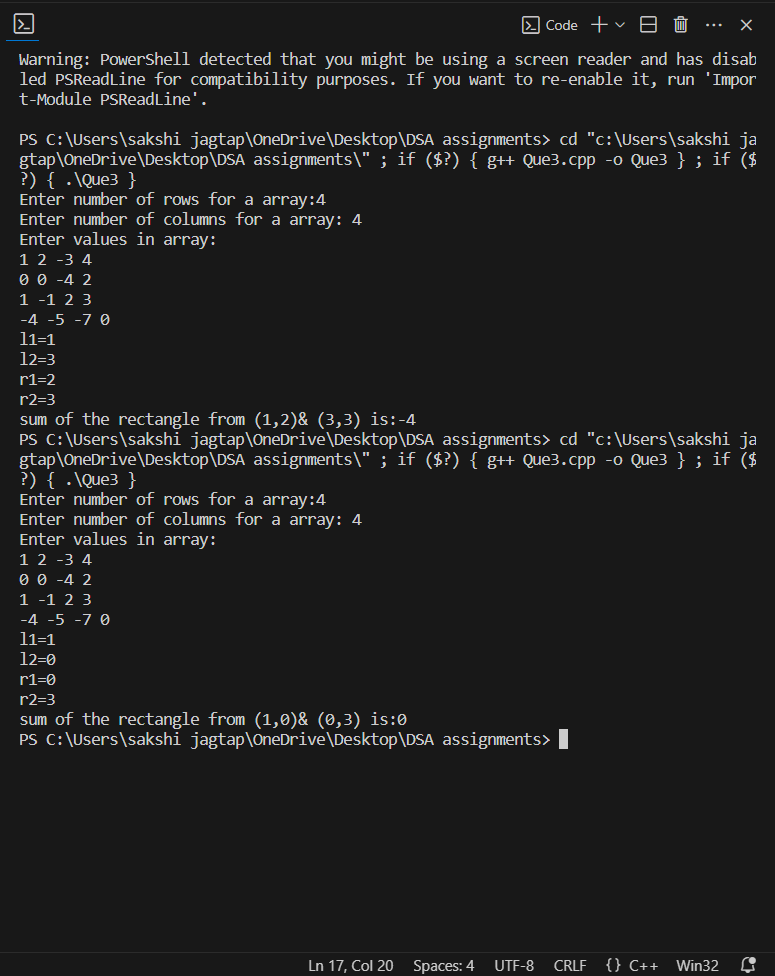 Code
Warning: PowerShell detected that you might be using a screen reader and has disab
led PSReadLine for compatibility purposes. If you want to re-enable it, run 'Impor
t-Module PSReadLine'.
PS C:\Users\sakshi jagtap\OneDrive\Desktop\DSA assignments> cd "c:\Users\sakshi ja
gtap\OneDrive\Desktop\DSA assignments\" ; if ($?) { g++ Que3.cpp -o Que3 } ; if ($
?) { .\Que3 }
Enter number of rows for a array:4
Enter number of columns for a array: 4
Enter values in array:
1 2 -3 4
0 0 -4 2
1 -1 2 3
-4 -5 -7 0
l1=1
l2=3
r1=2
r2=3
sum of the rectangle from (1,2)& (3,3) is:-4
PS C:\Users\sakshi jagtap\OneDrive\Desktop\DSA assignments> cd "c:\Users\sakshi ja
gtap\OneDrive\Desktop\DSA assignments\" ; if ($?) { g++ Que3.cpp -o Que3 } ; if ($
?) { .\Que3 }
Enter number of rows for a array:4
Enter number of columns for a array: 4
Enter values in array:
1 2 -3 4
0 0 -4 2
1 -1 2 3
-4 -5 -7 0
l1=1
l2=0
r1=0
r2=3
sum of the rectangle from (1,0)& (0,3) is:0
PS C:\Users\sakshi jagtap\OneDrive\Desktop\DSA assignments>
Ln 17, Col 20 Spaces: 4 UTF-8 CRLF {} C++ Win32